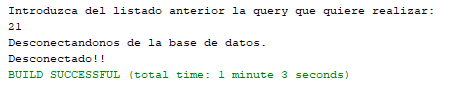 Introduzca del listado anterior la query que quiere realizar:
21
Desconectandonos de la base de datos.
Desconectado!!
BUILD SUCCESSFUL (total time: 1 minute 3 seconds)